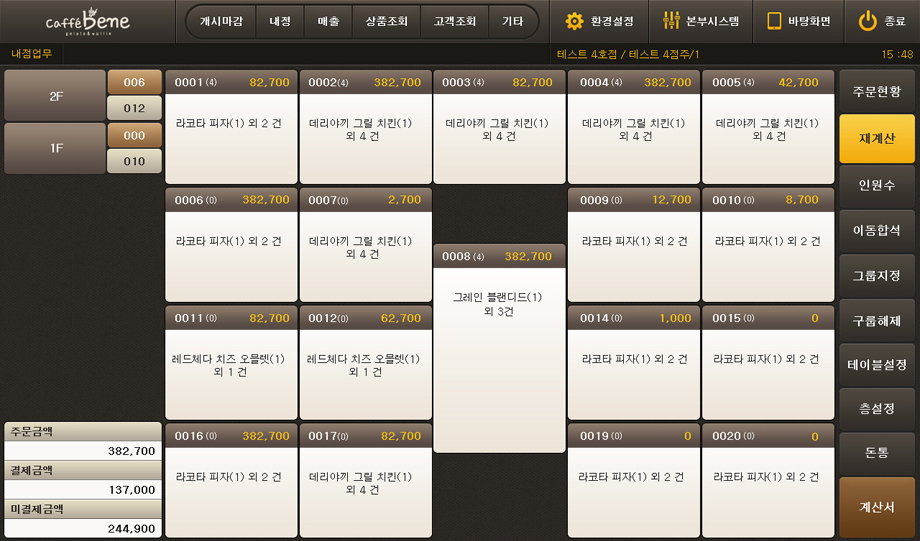 caffé bene
gelato & waffle
개시마감 내정 매출 상품조회 고객조회 기타
환경설정 본부시스템 바탕화면 종료
내점업무
테스트 4호점 / 테스트 4점주/1
15 :48
2F
006
012
1F
000
010
0001 (4) 82,700
라코타 피자(1) 외 2 건
0002(4) 382,700
데리야끼 그릴 치킨(1)
외 4 건
0003 (4) 82,700
데리야끼 그릴 치킨(1)
외 4 건
0004 (4) 382,700
데리야끼 그릴 치킨(1)
외 4 건
0005(4) 42,700
데리야끼 그릴 치킨(1)
외 4 건
0006 (0) 382,700
라코타 피자(1) 외 2 건
0007(0) 2,700
데리야끼 그릴 치킨(1)
외 4 건
0008 (4) 382,700
그레인 블랜디드(1)
외 3건
0009 (0) 12,700
라코타 피자(1) 외 2 건
0010 (0) 8,700
라코타 피자(1) 외 2 건
0011 (0) 82,700
레드체다 치즈 오믈렛(1)
외 1 건
0012(0) 62,700
레드체다 치즈 오믈렛(1)
외 1 건
0014 (0) 1,000
라코타 피자(1) 외 2 건
0015 (0) 0
라코타 피자(1) 외 2 건
0016 (0) 382,700
라코타 피자(1) 외 2 건
0017(0) 82,700
데리야끼 그릴 치킨(1)
외 4 건
0019 (0) 0
라코타 피자(1) 외 2 건
0020 (0) 0
라코타 피자(1) 외 2 건
주문금액
382,700
결제금액
137,000
미결제금액
244,900
주문현황
재계산
인원수
이동합석
그룹지정
구룹해제
테이블설정
층설정
돈통
계산서